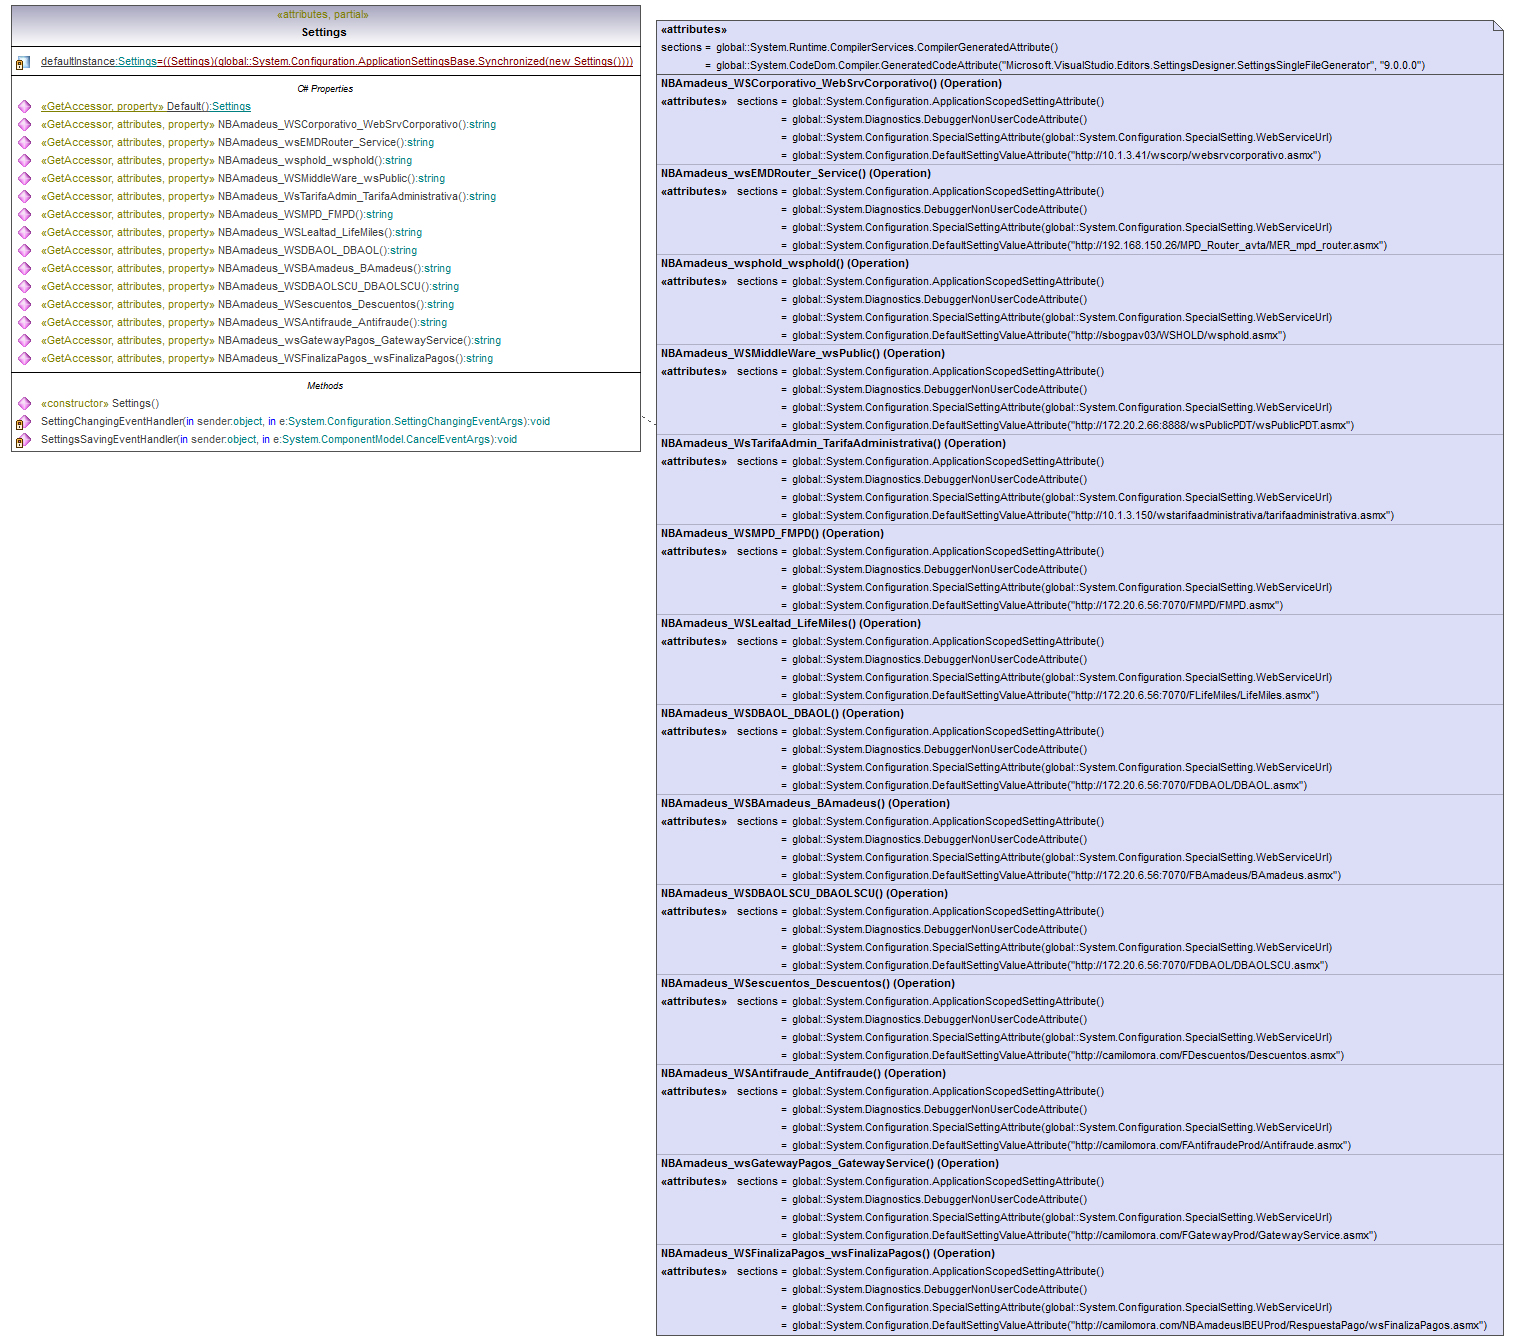 «attributes, partial»
Settings
defaultInstance:Settings=((Settings)(global::System.Configuration.ApplicationSettingsBase.Synchronized(new Settings())))
C# Properties
«GetAccessor, property» Default():Settings
«GetAccessor, attributes, property» NBAmadeus_WSCorporativo_WebSrvCorporativo():string
«GetAccessor, attributes, property» NBAmadeus_wsEMDRouter_Service():string
«GetAccessor, attributes, property» NBAmadeus_wsphold_wsphold():string
«GetAccessor, attributes, property» NBAmadeus_WSMiddleWare_wsPublic():string
«GetAccessor, attributes, property» NBAmadeus_WsTarifaAdmin_TarifaAdministrativa():string
«GetAccessor, attributes, property» NBAmadeus_WSMPD_FMPD():string
«GetAccessor, attributes, property» NBAmadeus_WSLealtad_LifeMiles():string
«GetAccessor, attributes, property» NBAmadeus_WSDBAOL_DBAOL():string
«GetAccessor, attributes, property» NBAmadeus_WSBAmadeus_BAmadeus():string
«GetAccessor, attributes, property» NBAmadeus_WSDBAOLSCU_DBAOLSCU():string
«GetAccessor, attributes, property» NBAmadeus_WSescuentos_Descuentos():string
«GetAccessor, attributes, property» NBAmadeus_WSAntifraude_Antifraude():string
«GetAccessor, attributes, property» NBAmadeus_wsGatewayPagos_GatewayService():string
«GetAccessor, attributes, property» NBAmadeus_WSFinalizaPagos_wsFinalizaPagos():string
Methods
«constructor» Settings()
SettingChangingEventHandler(in sender:object, in e:System.Configuration.SettingChangingEventArgs):void
SettingsSavingEventHandler(in sender:object, in e:System.ComponentModel.CancelEventArgs):void
«attributes»
sections = global::System.Runtime.CompilerServices.CompilerGeneratedAttribute()
= global::System.CodeDom.Compiler.GeneratedCodeAttribute("Microsoft.VisualStudio.Editors.SettingsDesigner.SettingsSingleFileGenerator", "9.0.0.0")
NBAmadeus_WSCorporativo_WebSrvCorporativo() (Operation)
«attributes» sections = global::System.Configuration.ApplicationScopedSettingAttribute()
= global::System.Diagnostics.DebuggerNonUserCodeAttribute()
= global::System.Configuration.SpecialSettingAttribute(global::System.Configuration.SpecialSetting.WebServiceUrl)
= global::System.Configuration.DefaultSettingValueAttribute("http://10.1.3.41/wscorp/websrvcorporativo.asmx")
NBAmadeus_wsEMDRouter_Service() (Operation)
«attributes» sections = global::System.Configuration.ApplicationScopedSettingAttribute()
= global::System.Diagnostics.DebuggerNonUserCodeAttribute()
= global::System.Configuration.SpecialSettingAttribute(global::System.Configuration.SpecialSetting.WebServiceUrl)
= global::System.Configuration.DefaultSettingValueAttribute("http://192.168.150.26/MPD_Router_avta/MER_mpd_router.asmx")
NBAmadeus_wsphold_wsphold() (Operation)
«attributes» sections = global::System.Configuration.ApplicationScopedSettingAttribute()
= global::System.Diagnostics.DebuggerNonUserCodeAttribute()
= global::System.Configuration.SpecialSettingAttribute(global::System.Configuration.SpecialSetting.WebServiceUrl)
= global::System.Configuration.DefaultSettingValueAttribute("http://sbogpav03/WSHOLD/wsphold.asmx")
NBAmadeus_WSMiddleWare_wsPublic() (Operation)
«attributes» sections = global::System.Configuration.ApplicationScopedSettingAttribute()
= global::System.Diagnostics.DebuggerNonUserCodeAttribute()
= global::System.Configuration.SpecialSettingAttribute(global::System.Configuration.SpecialSetting.WebServiceUrl)
= global::System.Configuration.DefaultSettingValueAttribute("http://172.20.2.66:8888/wsPublicPDT/wsPublicPDT.asmx")
NBAmadeus_WsTarifaAdmin_TarifaAdministrativa() (Operation)
«attributes» sections = global::System.Configuration.ApplicationScopedSettingAttribute()
= global::System.Diagnostics.DebuggerNonUserCodeAttribute()
= global::System.Configuration.SpecialSettingAttribute(global::System.Configuration.SpecialSetting.WebServiceUrl)
= global::System.Configuration.DefaultSettingValueAttribute("http://10.1.3.150/wstarifaadministrativa/tarifaadministrativa.asmx")
NBAmadeus_WSMPD_FMPD() (Operation)
«attributes» sections = global::System.Configuration.ApplicationScopedSettingAttribute()
= global::System.Diagnostics.DebuggerNonUserCodeAttribute()
= global::System.Configuration.SpecialSettingAttribute(global::System.Configuration.SpecialSetting.WebServiceUrl)
= global::System.Configuration.DefaultSettingValueAttribute("http://172.20.6.56:7070/FMPD/FMPD.asmx")
NBAmadeus_WSLealtad_LifeMiles() (Operation)
«attributes» sections = global::System.Configuration.ApplicationScopedSettingAttribute()
= global::System.Diagnostics.DebuggerNonUserCodeAttribute()
= global::System.Configuration.SpecialSettingAttribute(global::System.Configuration.SpecialSetting.WebServiceUrl)
= global::System.Configuration.DefaultSettingValueAttribute("http://172.20.6.56:7070/FLifeMiles/LifeMiles.asmx")
NBAmadeus_WSDBAOL_DBAOL() (Operation)
«attributes» sections = global::System.Configuration.ApplicationScopedSettingAttribute()
= global::System.Diagnostics.DebuggerNonUserCodeAttribute()
= global::System.Configuration.SpecialSettingAttribute(global::System.Configuration.SpecialSetting.WebServiceUrl)
= global::System.Configuration.DefaultSettingValueAttribute("http://172.20.6.56:7070/FDBAOL/DBAOL.asmx")
NBAmadeus_WSBAmadeus_BAmadeus() (Operation)
«attributes» sections = global::System.Configuration.ApplicationScopedSettingAttribute()
= global::System.Diagnostics.DebuggerNonUserCodeAttribute()
= global::System.Configuration.SpecialSettingAttribute(global::System.Configuration.SpecialSetting.WebServiceUrl)
= global::System.Configuration.DefaultSettingValueAttribute("http://172.20.6.56:7070/FBAmadeus/BAmadeus.asmx")
NBAmadeus_WSDBAOLSCU_DBAOLSCU() (Operation)
«attributes» sections = global::System.Configuration.ApplicationScopedSettingAttribute()
= global::System.Diagnostics.DebuggerNonUserCodeAttribute()
= global::System.Configuration.SpecialSettingAttribute(global::System.Configuration.SpecialSetting.WebServiceUrl)
= global::System.Configuration.DefaultSettingValueAttribute("http://172.20.6.56:7070/FDBAOL/DBAOLSCU.asmx")
NBAmadeus_WSescuentos_Descuentos() (Operation)
«attributes» sections = global::System.Configuration.ApplicationScopedSettingAttribute()
= global::System.Diagnostics.DebuggerNonUserCodeAttribute()
= global::System.Configuration.SpecialSettingAttribute(global::System.Configuration.SpecialSetting.WebServiceUrl)
= global::System.Configuration.DefaultSettingValueAttribute("http://camilomora.com/FDescuentos/Descuentos.asmx")
NBAmadeus_WSAntifraude_Antifraude() (Operation)
«attributes» sections = global::System.Configuration.ApplicationScopedSettingAttribute()
= global::System.Diagnostics.DebuggerNonUserCodeAttribute()
= global::System.Configuration.SpecialSettingAttribute(global::System.Configuration.SpecialSetting.WebServiceUrl)
= global::System.Configuration.DefaultSettingValueAttribute("http://camilomora.com/FAntifraudeProd/Antifraude.asmx")
NBAmadeus_wsGatewayPagos_GatewayService() (Operation)
«attributes» sections = global::System.Configuration.ApplicationScopedSettingAttribute()
= global::System.Diagnostics.DebuggerNonUserCodeAttribute()
= global::System.Configuration.SpecialSettingAttribute(global::System.Configuration.SpecialSetting.WebServiceUrl)
= global::System.Configuration.DefaultSettingValueAttribute("http://camilomora.com/FGatewayProd/GatewayService.asmx")
NBAmadeus_WSFinalizaPagos_wsFinalizaPagos() (Operation)
«attributes» sections = global::System.Configuration.ApplicationScopedSettingAttribute()
= global::System.Diagnostics.DebuggerNonUserCodeAttribute()
= global::System.Configuration.SpecialSettingAttribute(global::System.Configuration.SpecialSetting.WebServiceUrl)
= global::System.Configuration.DefaultSettingValueAttribute("http://camilomora.com/NBAmadeusIBEUProd/RespuestaPago/wsFinalizaPagos.asmx")